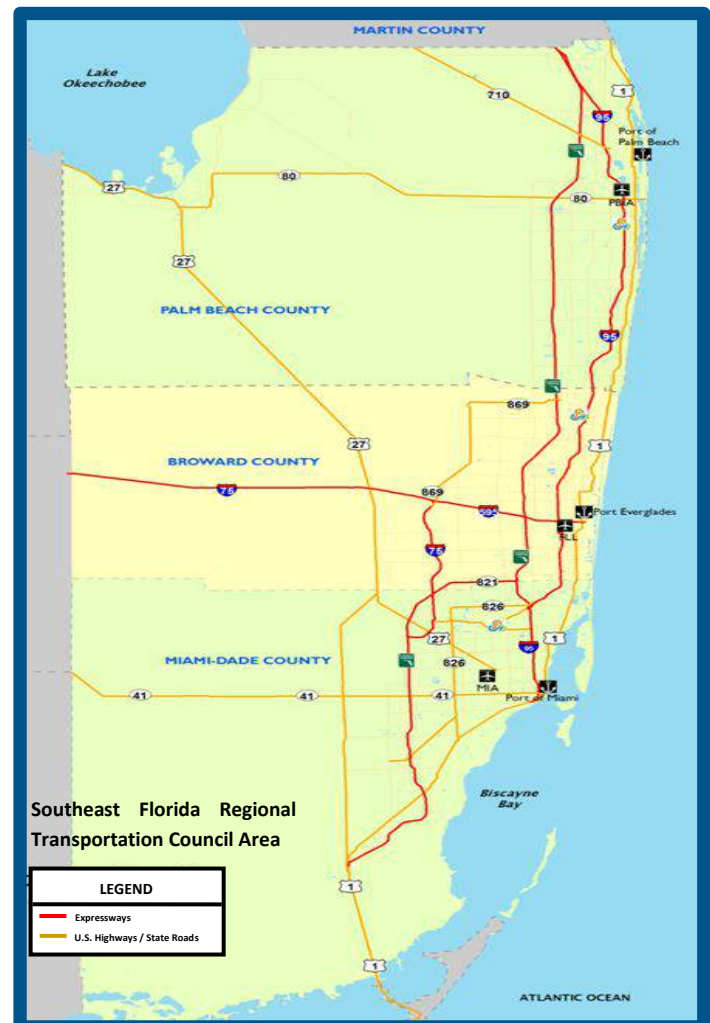 MARTIN COUNTY
Lake
Okeechobee
710
1
95
Port of
Palm Beach
27
80
80
PBIA
27
PALM BEACH COUNTY
95
869
27
1
BROWARD COUNTY
75
869
595
Port Everglades
FLL
75
821
826
27
1
MIAMI-DADE COUNTY
826
95
MIA
41
41
41
Port of Miami
Biscayne
Bay
Southeast Florida Regional
Transportation Council Area
LEGEND
Expressways
U.S. Highways / State Roads
1
1
ATLANTIC OCEAN